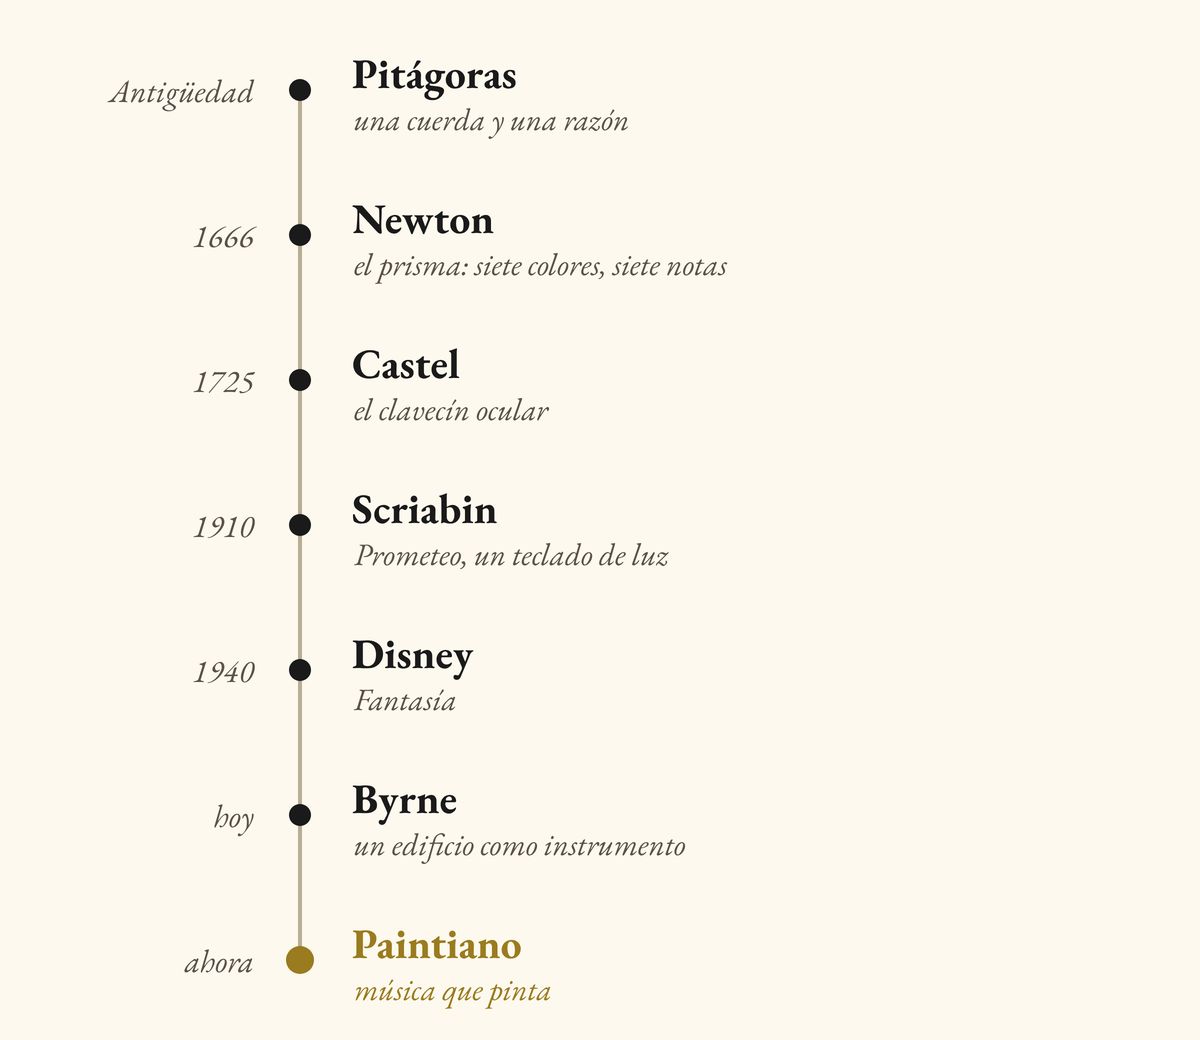 Antigüedad
Pitágoras
una cuerda y una razón
1666
Newton
el prisma: siete colores, siete notas
1725
Castel
el clavecín ocular
1910
Scriabin
Prometeo, un teclado de luz
1940
Disney
Fantasía
hoy
Byrne
un edificio como instrumento
ahora
Paintiano
música que pinta